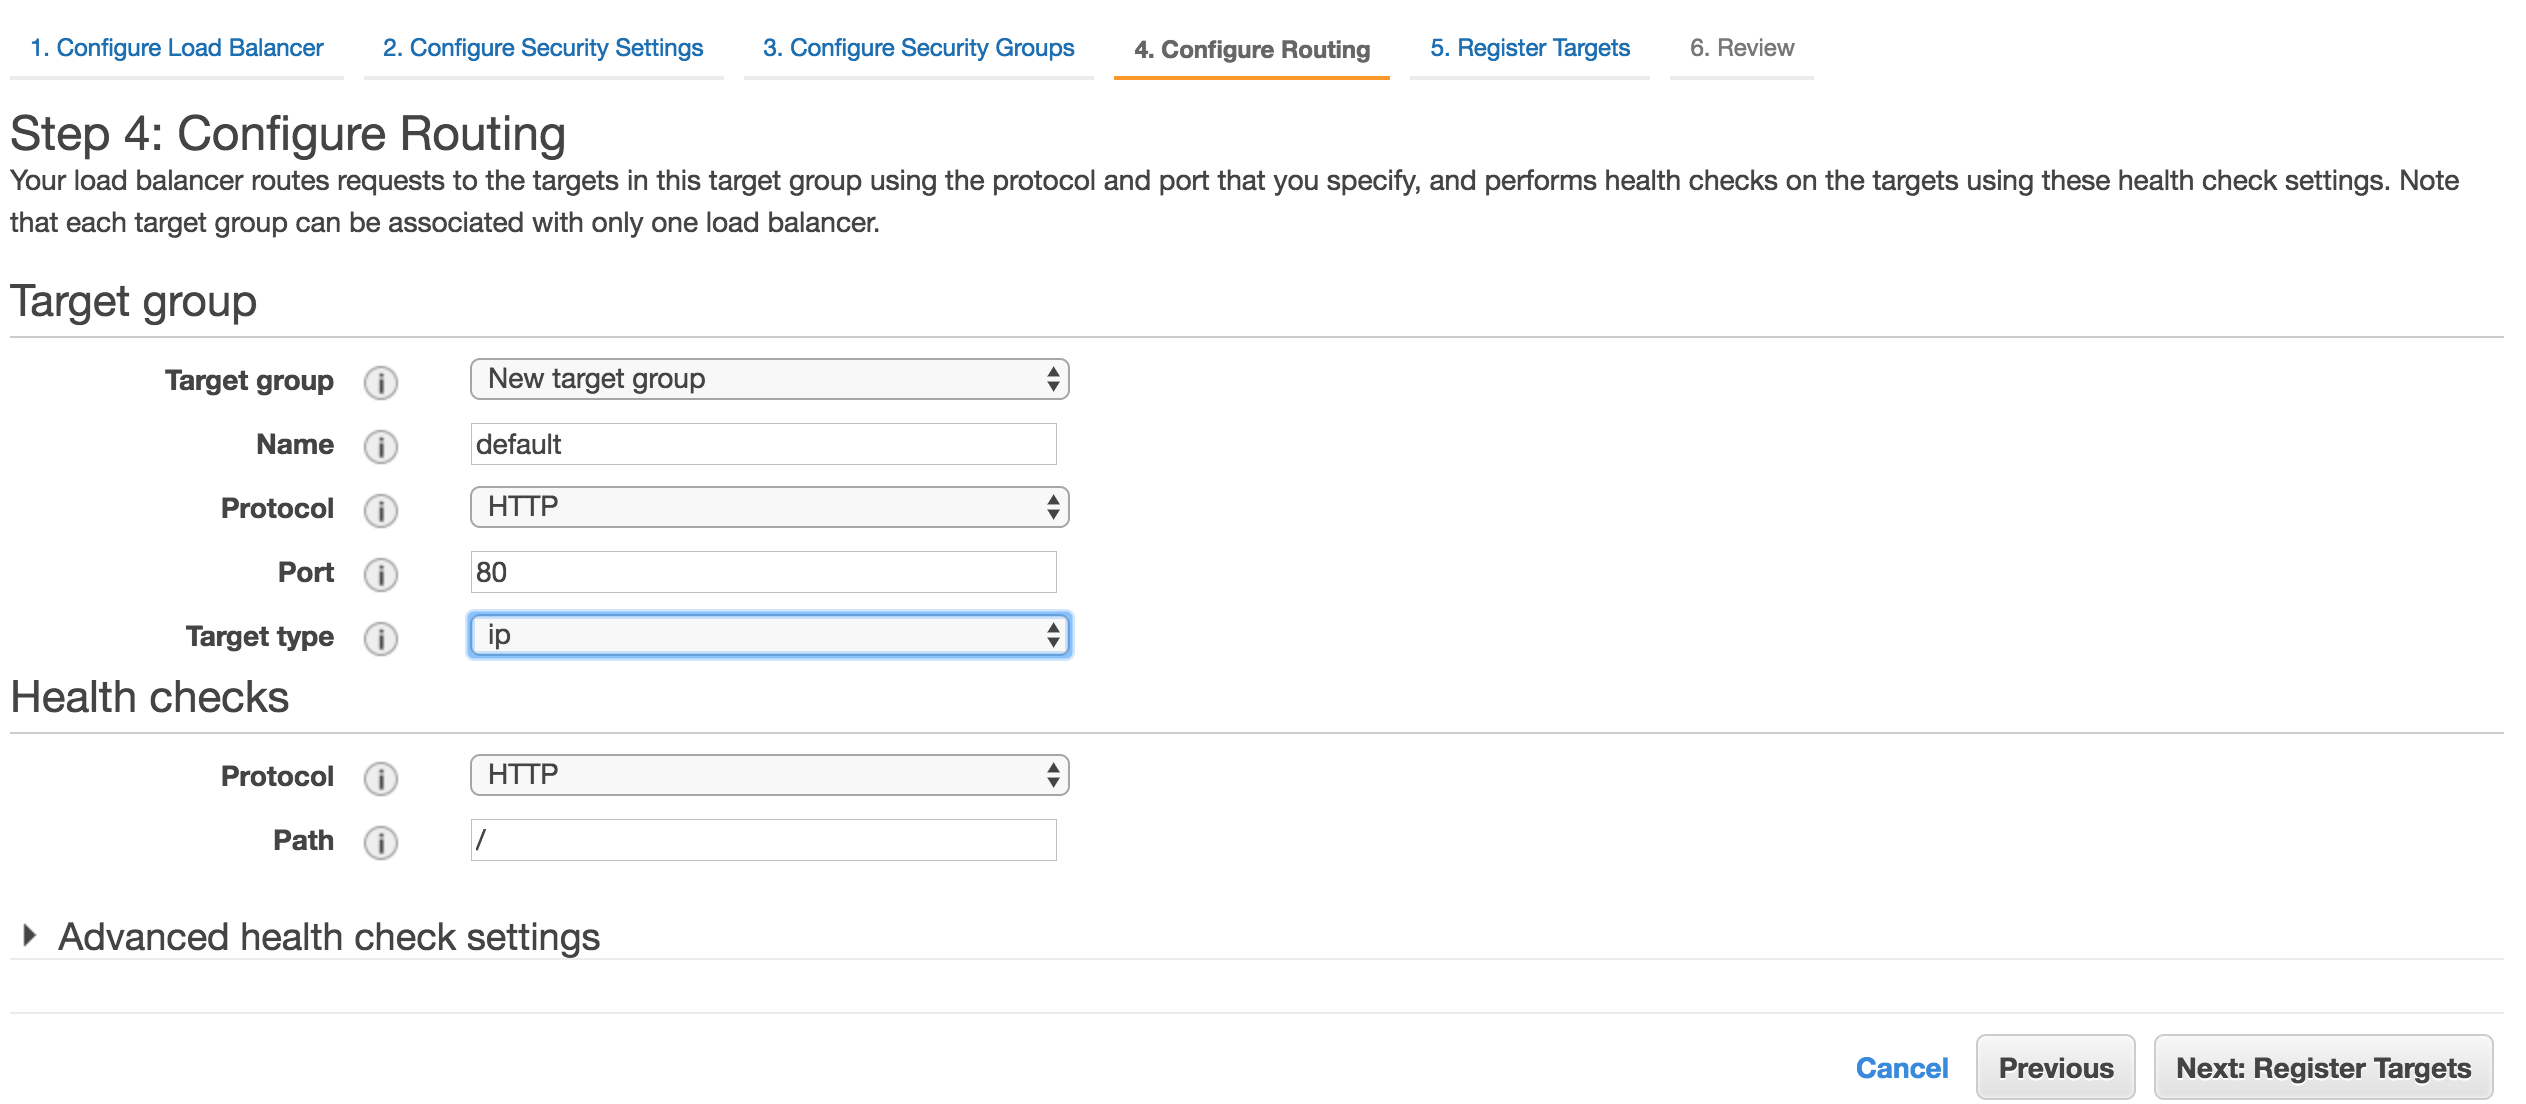 1. Configure Load Balancer 2. Configure Security Settings 3. Configure Security Groups 4. Configure Routing 5. Register Targets 6. Review
Step 4: Configure Routing
Your load balancer routes requests to the targets in this target group using the protocol and port that you specify, and performs health checks on the targets using these health check settings. Note
that each target group can be associated with only one load balancer.
Target group
Target group i New target group
Name i default
Protocol i HTTP
Port i 80
Target type i ip
Health checks
Protocol i HTTP
Path i /
Advanced health check settings
Cancel Previous Next: Register Targets